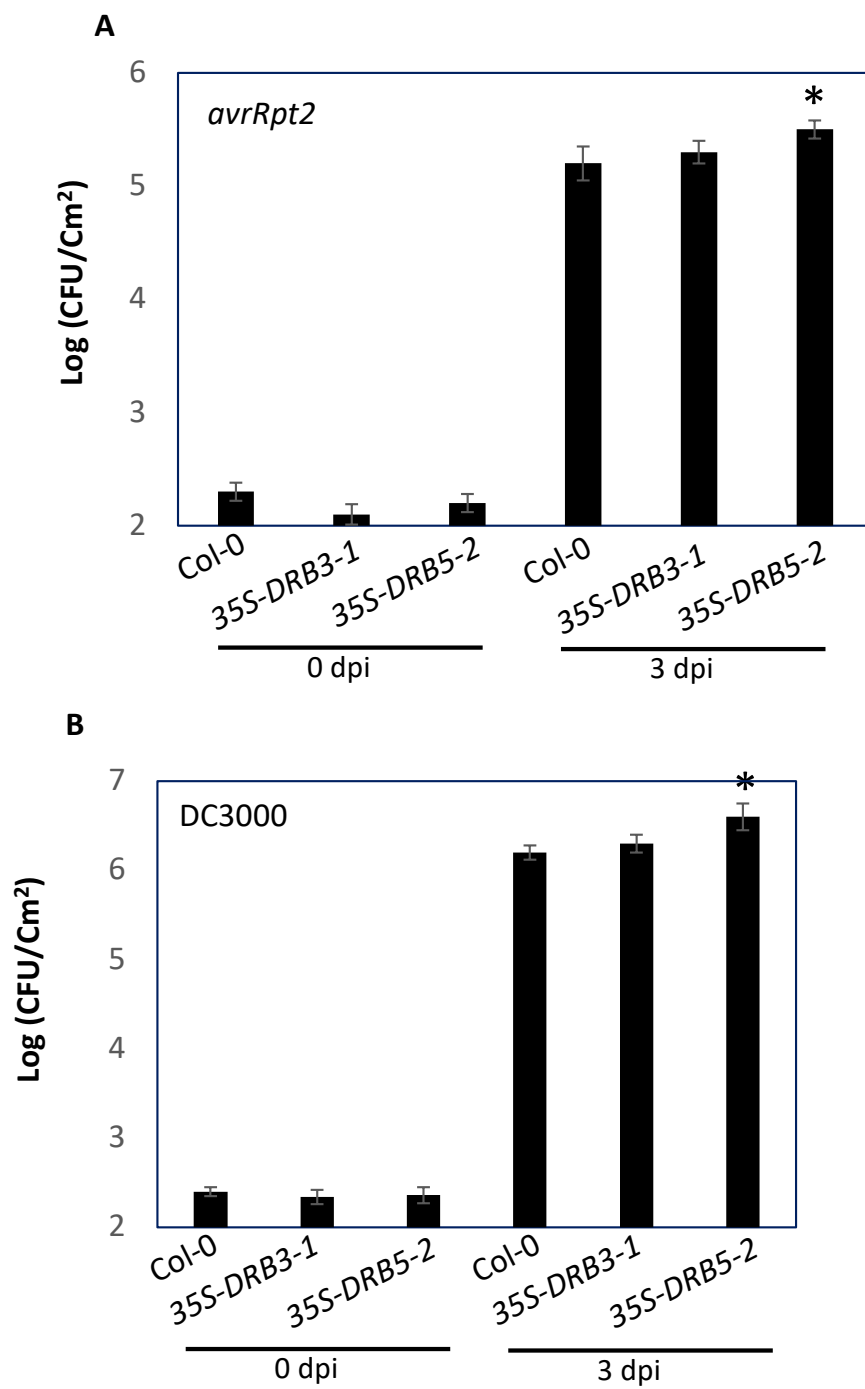 A
6
avrRpt2
*
5
4
3
2
Log (CFU/Cm²)
Col-0
35S-DRB3-1
35S-DRB5-2
Col-0
35S-DRB3-1
35S-DRB5-2
0 dpi
3 dpi
B
7
DC3000
*
6
5
4
3
2
Log (CFU/Cm²)
Col-0
35S-DRB3-1
35S-DRB5-2
Col-0
35S-DRB3-1
35S-DRB5-2
0 dpi
3 dpi